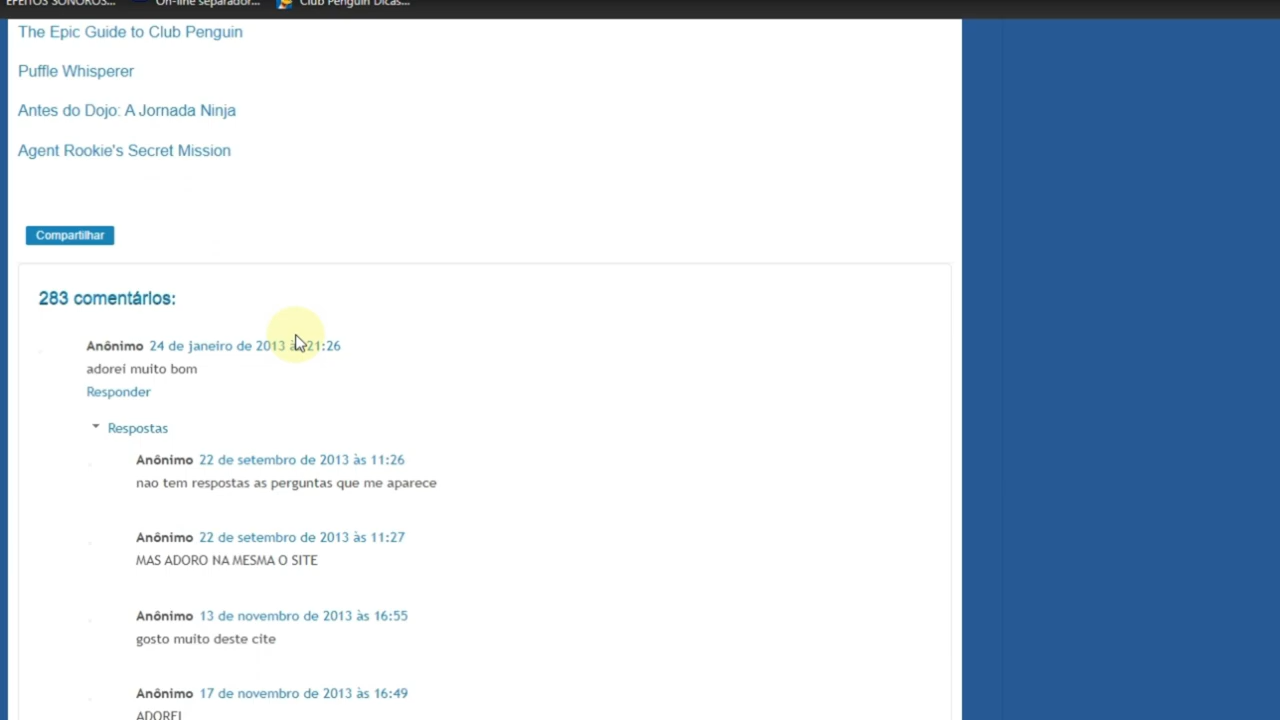 EFEITOS SONOROS... On-line separador... Club Penguin Dicas...
The Epic Guide to Club Penguin
Puffle Whisperer
Antes do Dojo: A Jornada Ninja
Agent Rookie's Secret Mission
Compartilhar
283 comentários:
Anônimo 24 de janeiro de 2013 às 21:26
adorei muito bom
Responder
Respostas
Anônimo 22 de setembro de 2013 às 11:26
nao tem respostas as perguntas que me aparece
Anônimo 22 de setembro de 2013 às 11:27
MAS ADORO NA MESMA O SITE
Anônimo 13 de novembro de 2013 às 16:55
gosto muito deste cite
Anônimo 17 de novembro de 2013 às 16:49
ADOREI